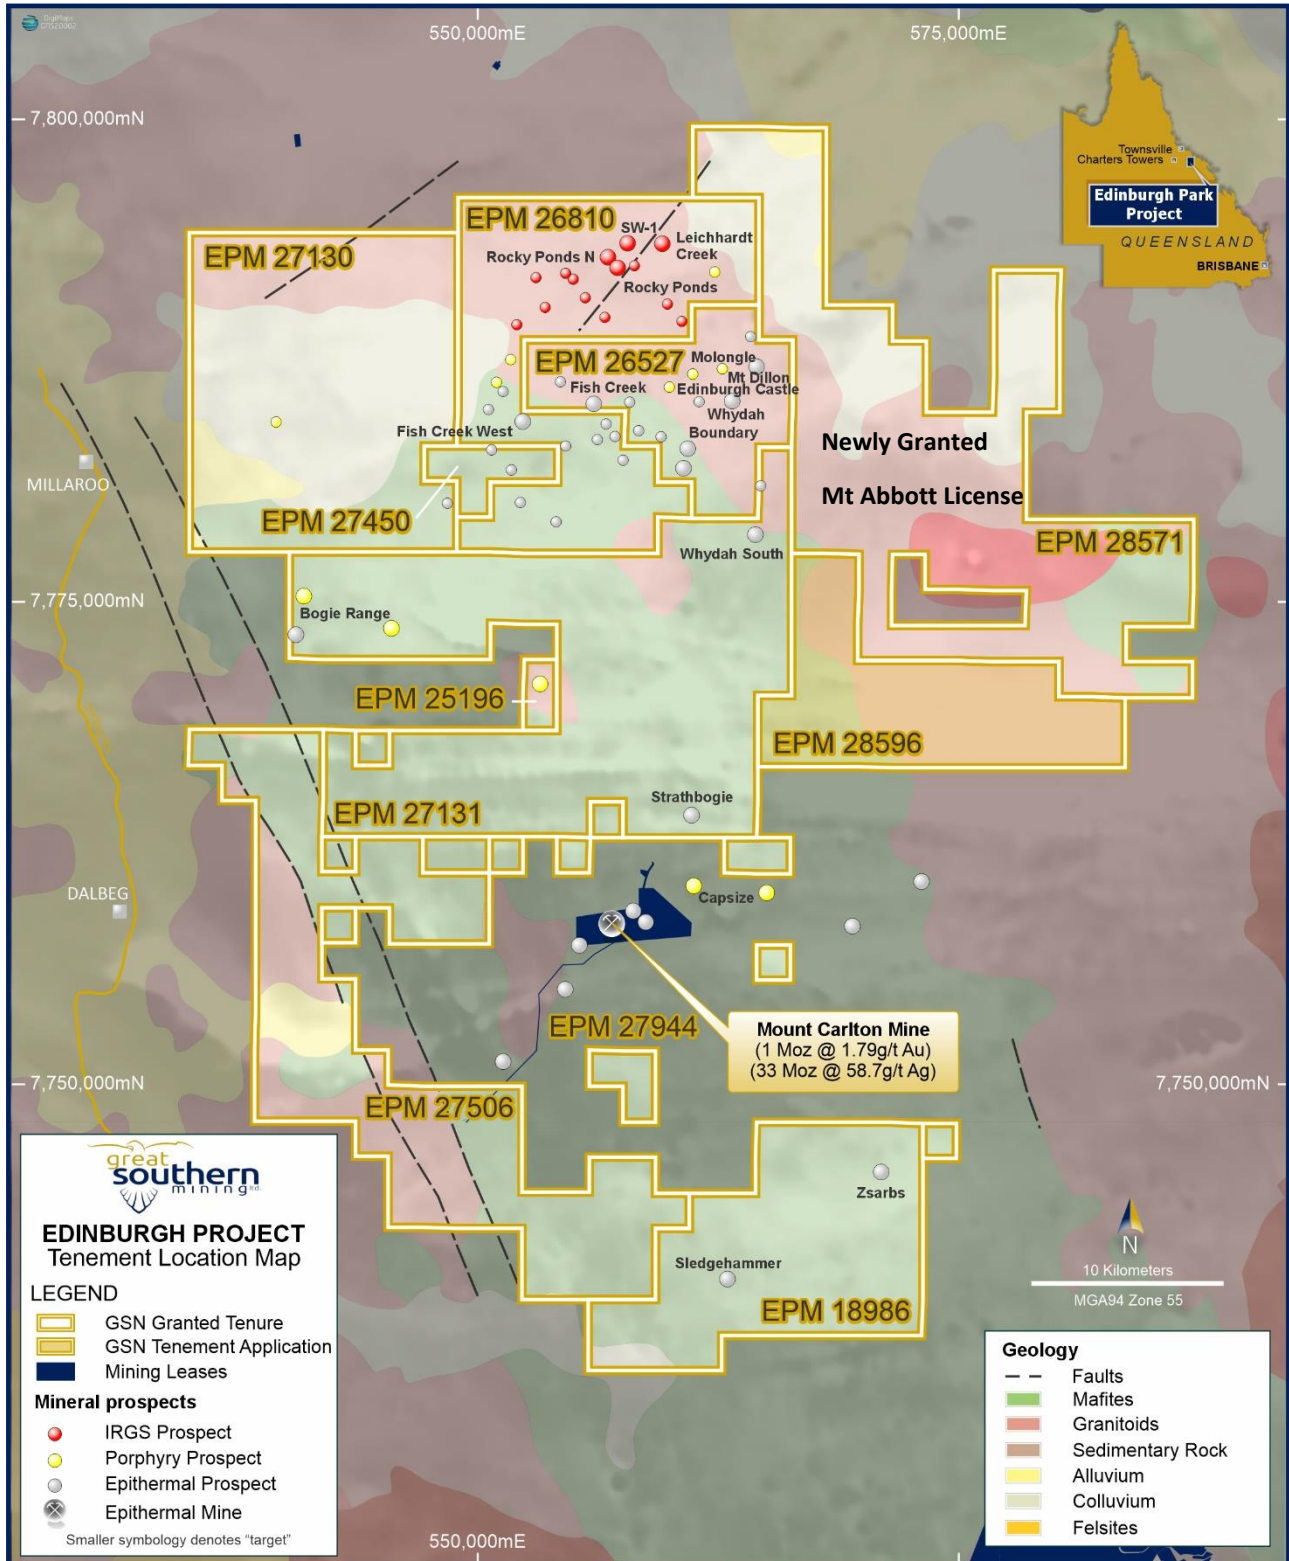 DigiMaps
550,000mE
575,000mE
7,800,000mN
Townsville
Charters Towers
Edinburgh Park
Project
QUEENSLAND
BRISBANE
EPM 26810
SW-1
Leichhardt
Creek
EPM 27130
Rocky Ponds N
Rocky Ponds
EPM 26527
Molongle
Mt Dillon
Fish Creek
Edinburgh Castle
Whydah
Boundary
Fish Creek West
Newly Granted
Mt Abbott License
MILLAROO
EPM 27450
Whydah South
EPM 28571
7,775,000mN
Bogie Range
EPM 25196
EPM 28596
Strathbogie
EPM 27131
DALBEG
Capsize
EPM 27944
Mount Carlton Mine
(1 Moz @ 1.79g/t Au)
(33 Moz @ 58.7g/t Ag)
7,750,000mN
7,750,000mN
EPM 27506
Zsarbs
Sledgehammer
EPM 18986
N
10 Kilometers
MGA94 Zone 55
great
southern
mining ltd.
EDINBURGH PROJECT
Tenement Location Map
LEGEND
GSN Granted Tenure
GSN Tenement Application
Mining Leases
Mineral prospects
IRGS Prospect
Porphyry Prospect
Epithermal Prospect
Epithermal Mine
Smaller symbology denotes "target"
550,000mE
Geology
Faults
Mafites
Granitoids
Sedimentary Rock
Alluvium
Colluvium
Felsites